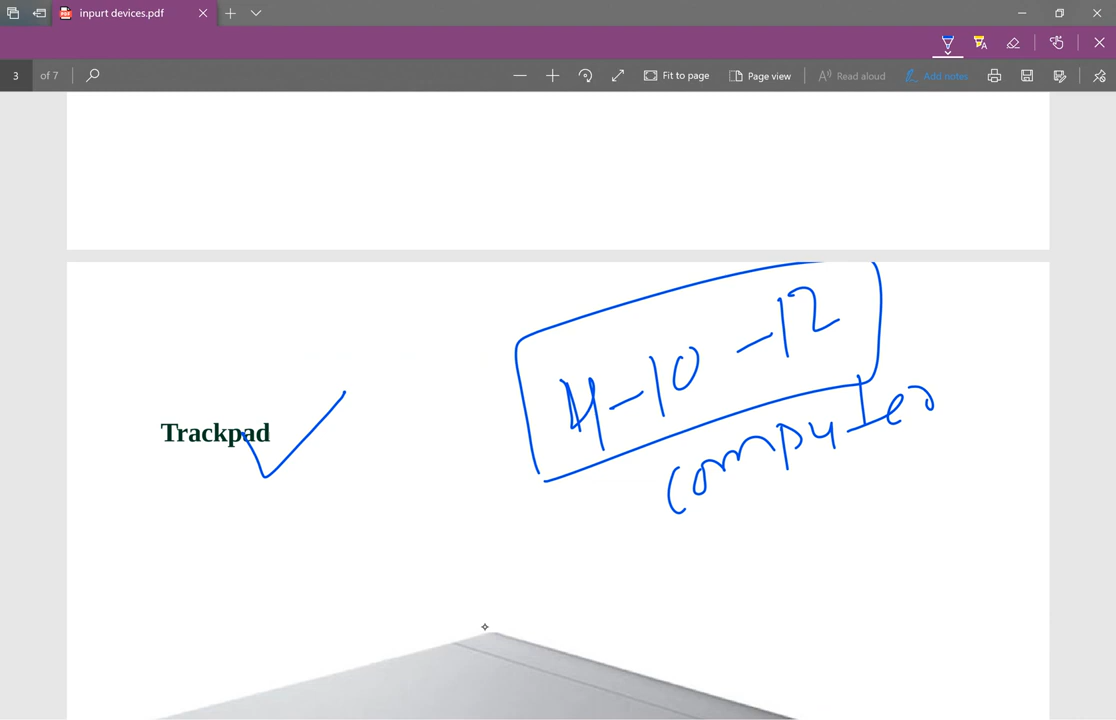 inpurt devices.pdf
3 of 7
Fit to page
Page view
Read aloud
Add notes
4-10-12
computer
Trackpad